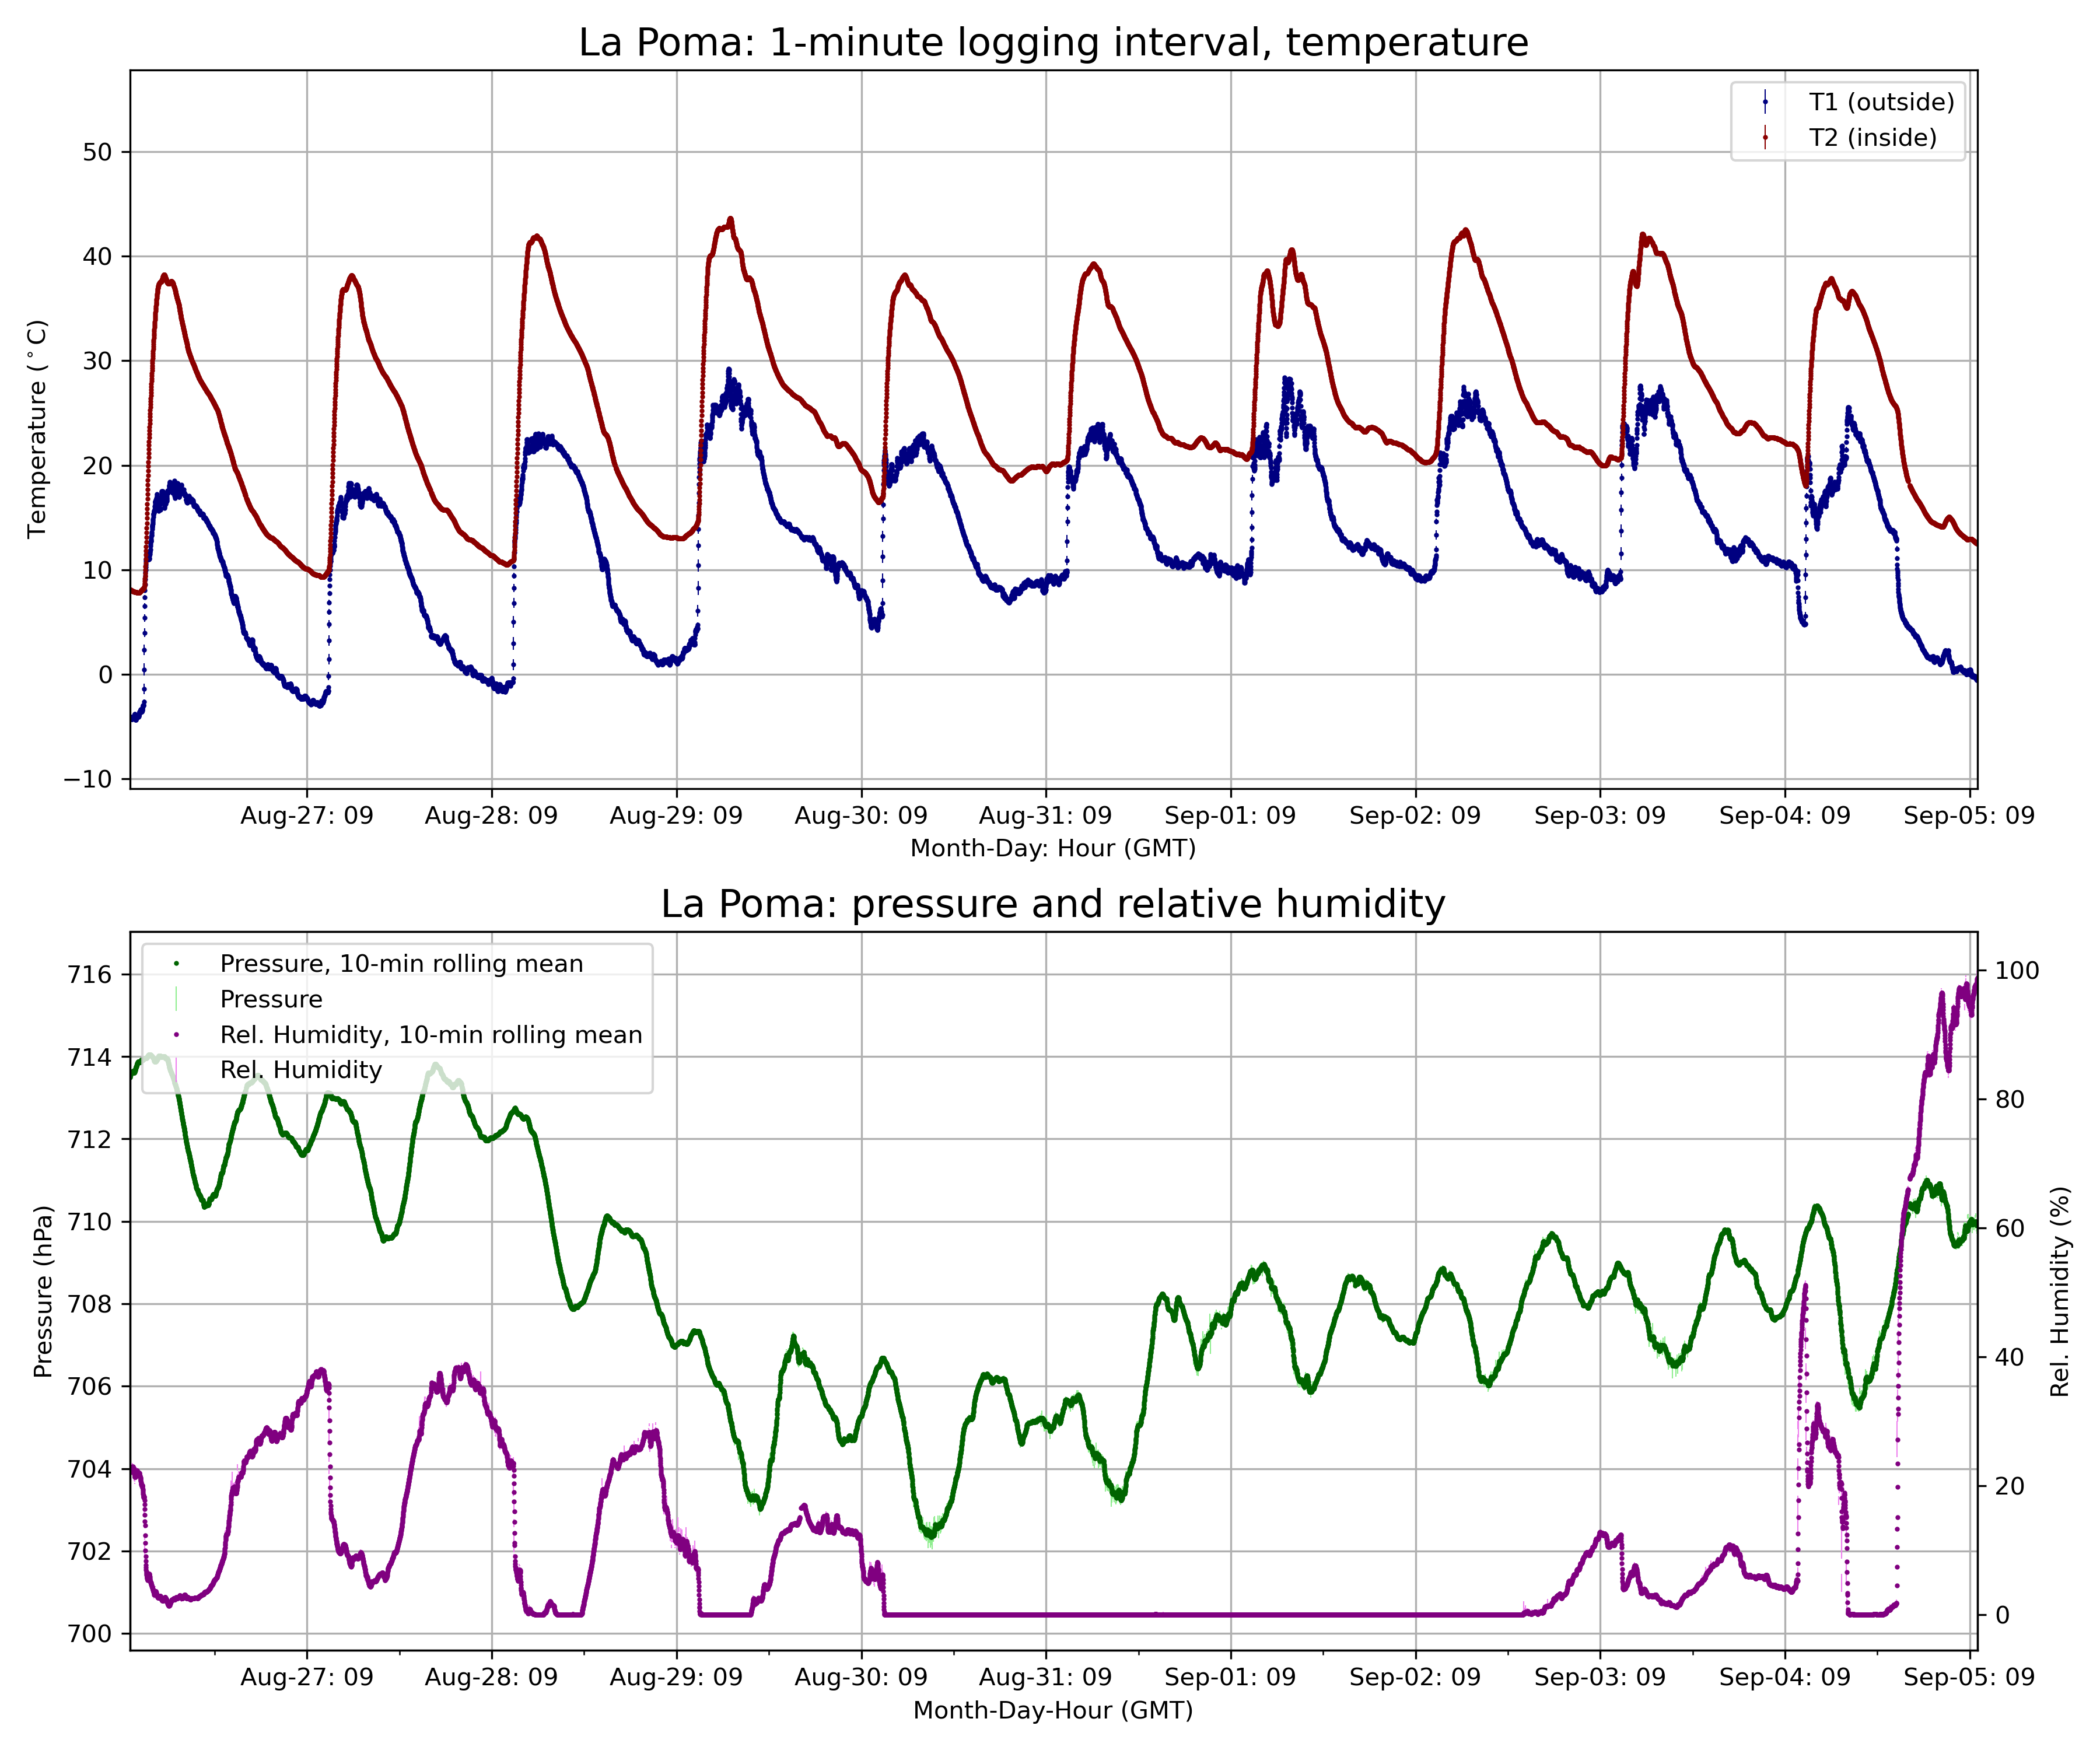 La Poma: 1-minute logging interval, temperature
T1 (outside)
T2 (inside)
Temperature (°C)
50
40
30
20
10
0
−10
Aug-27: 09 Aug-28: 09 Aug-29: 09 Aug-30: 09 Aug-31: 09 Sep-01: 09 Sep-02: 09 Sep-03: 09 Sep-04: 09 Sep-05: 09
Month-Day: Hour (GMT)
La Poma: pressure and relative humidity
Pressure, 10-min rolling mean
Pressure
Rel. Humidity, 10-min rolling mean
Rel. Humidity
Pressure (hPa)
716
714
712
710
708
706
704
702
700
100
80
60
40
20
0
Rel. Humidity (%)
Aug-27: 09 Aug-28: 09 Aug-29: 09 Aug-30: 09 Aug-31: 09 Sep-01: 09 Sep-02: 09 Sep-03: 09 Sep-04: 09 Sep-05: 09
Month-Day-Hour (GMT)